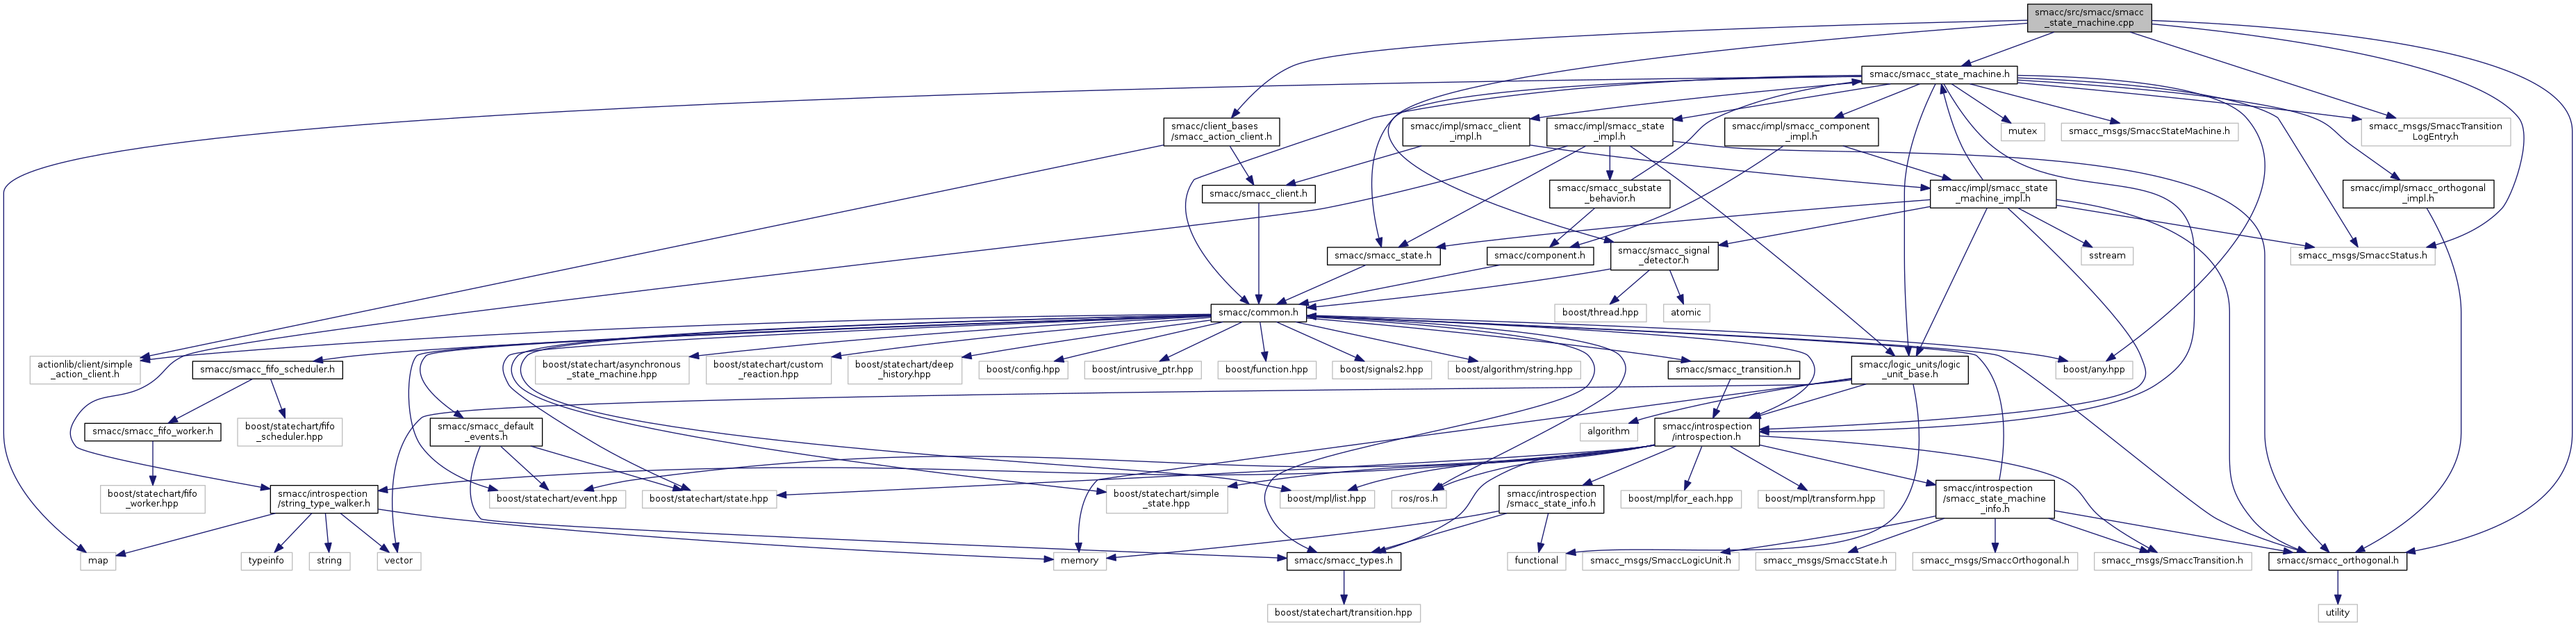 smacc/src/smacc/smacc
_state_machine.cpp
smacc/smacc_state_machine.h
smacc/client_bases
/smacc_action_client.h
smacc/impl/smacc_client
_impl.h
smacc/impl/smacc_state
_impl.h
smacc/impl/smacc_component
_impl.h
mutex
smacc_msgs/SmaccStateMachine.h
smacc_msgs/SmaccTransition
LogEntry.h
smacc/smacc_client.h
smacc/smacc_substate
_behavior.h
smacc/impl/smacc_state
_machine_impl.h
smacc/impl/smacc_orthogonal
_impl.h
smacc/smacc_state.h
smacc/component.h
smacc/smacc_signal
_detector.h
sstream
smacc_msgs/SmaccStatus.h
smacc/common.h
boost/thread.hpp
atomic
actionlib/client/simple
_action_client.h
smacc/smacc_fifo_scheduler.h
boost/statechart/asynchronous
_state_machine.hpp
boost/statechart/custom
_reaction.hpp
boost/statechart/deep
_history.hpp
boost/config.hpp
boost/intrusive_ptr.hpp
boost/function.hpp
boost/signals2.hpp
boost/algorithm/string.hpp
smacc/smacc_transition.h
smacc/logic_units/logic
_unit_base.h
boost/any.hpp
smacc/smacc_fifo_worker.h
boost/statechart/fifo
_scheduler.hpp
smacc/smacc_default
_events.h
algorithm
smacc/introspection
/introspection.h
boost/statechart/fifo
_worker.hpp
smacc/introspection
/string_type_walker.h
boost/statechart/event.hpp
boost/statechart/state.hpp
boost/statechart/simple
_state.hpp
boost/mpl/list.hpp
ros/ros.h
smacc/introspection
/smacc_state_info.h
boost/mpl/for_each.hpp
boost/mpl/transform.hpp
smacc/introspection
/smacc_state_machine
_info.h
map
typeinfo
string
vector
memory
smacc/smacc_types.h
functional
smacc_msgs/SmaccLogicUnit.h
smacc_msgs/SmaccState.h
smacc_msgs/SmaccOrthogonal.h
smacc_msgs/SmaccTransition.h
smacc/smacc_orthogonal.h
boost/statechart/transition.hpp
utility